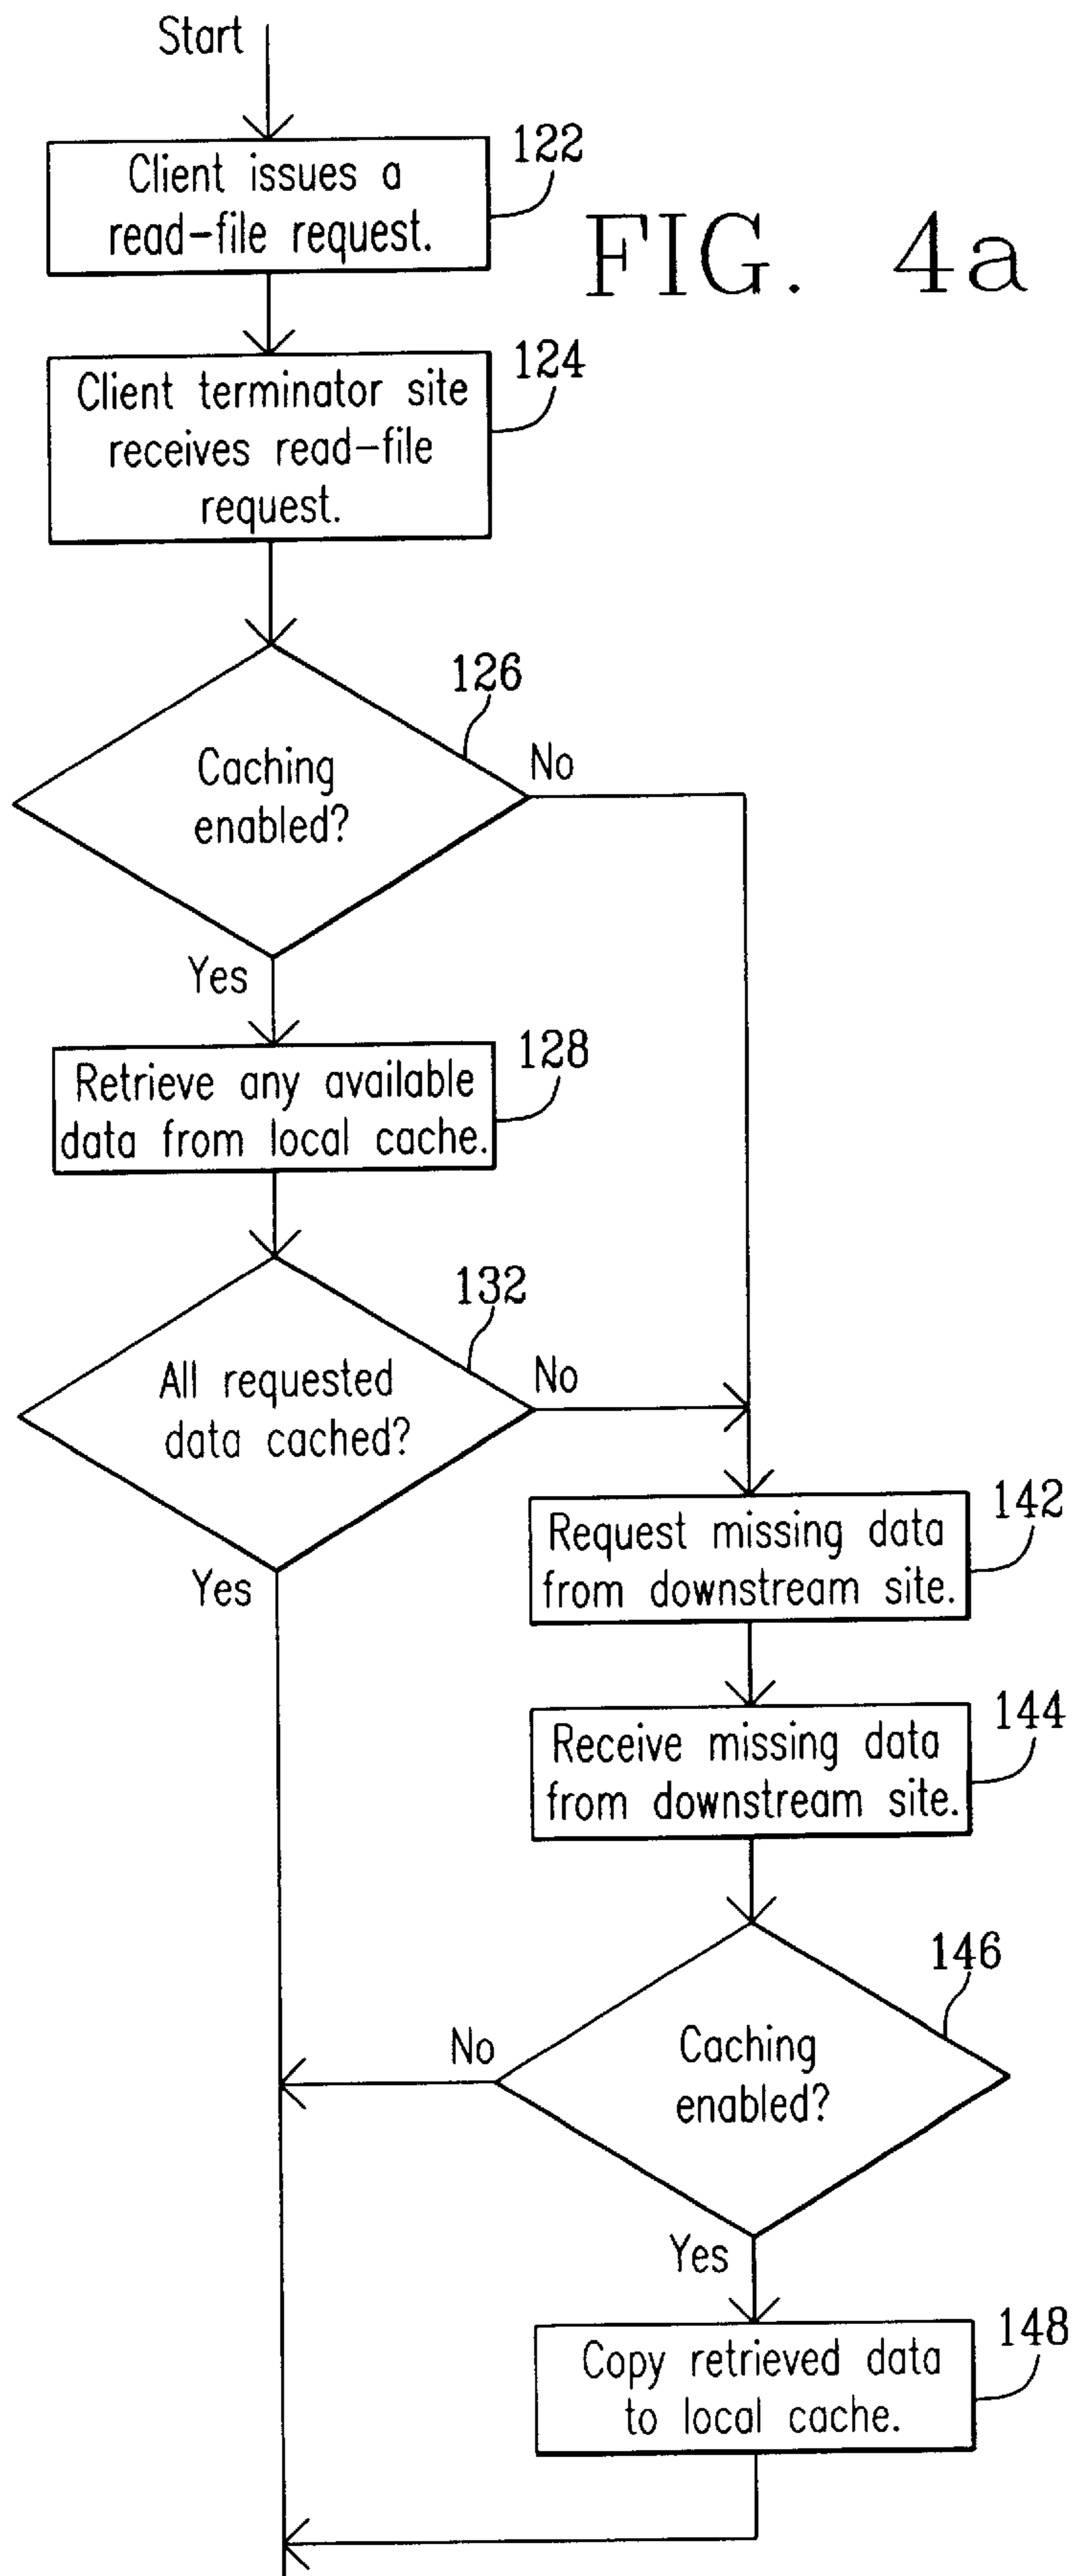 Start
122
Client issues a
read-file request.
FIG. 4a
124
Client terminator site
receives read-file
request.
126
Caching
enabled?
No
Yes
128
Retrieve any available
data from local cache.
132
All requested
data cached?
No
Yes
142
Request missing data
from downstream site.
144
Receive missing data
from downstream site.
146
Caching
enabled?
No
Yes
148
Copy retrieved data
to local cache.